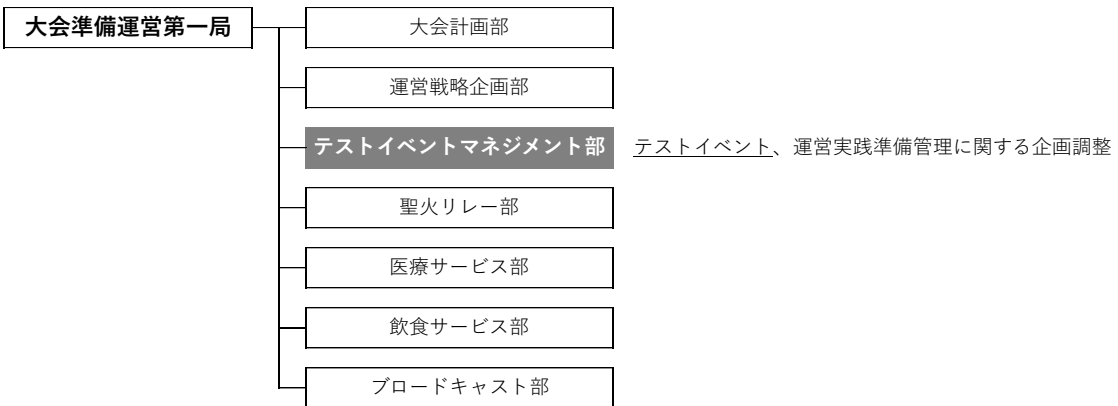 大会準備運営第一局
大会計画部
運営戦略企画部
テストイベントマネジメント部
テストイベント、運営実践準備管理に関する企画調整
聖火リレー部
医療サービス部
飲食サービス部
ブロードキャスト部